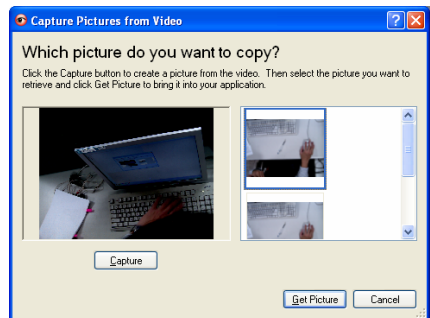 Capture Pictures from Video
Which picture do you want to copy?
Click the Capture button to create a picture from the video. Then select the picture you want to
retrieve and click Get Picture to bring it into your application.
Capture
Get Picture
Cancel